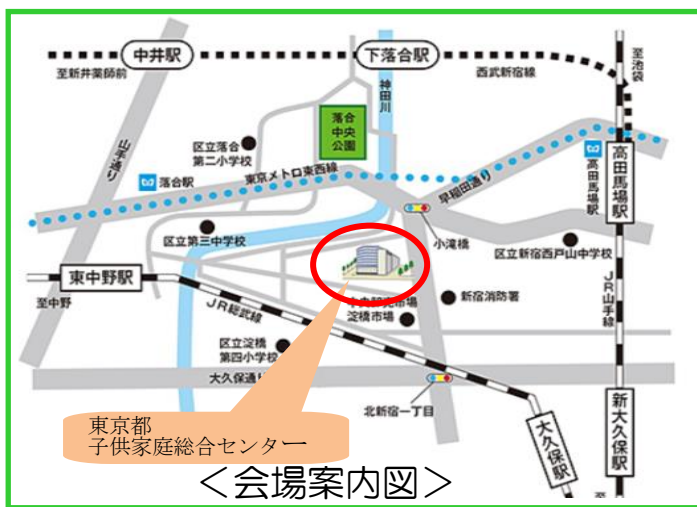 中井駅
下落合駅
至池袋
至新井薬師前
西武新宿線
神田川
落合
中央
公園
山手通り
区立落合
第二小学校
高田馬場駅
高田馬場駅
早稲田通り
東京メトロ東西線
落合駅
小滝橋
区立第三中学校
区立新宿西戸山中学校
東中野駅
至中野
JR総武線
新宿消防署
JR山手線
中央卸売市場
淀橋市場
区立淀橋
第四小学校
大久保通り
北新宿一丁目
大久保駅
新大久保駅
東京都
子供家庭総合センター
至
＜会場案内図＞